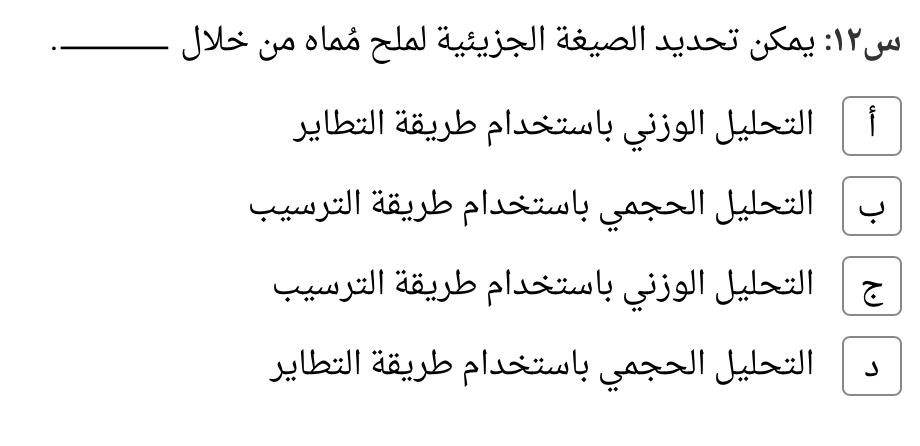 س١٢: يمكن تحديد الصيغة الجزيئية لملح مُماه من خلال ـــــــــــ.
أ التحليل الوزني باستخدام طريقة التطاير
ب التحليل الحجمي باستخدام طريقة الترسيب
ج التحليل الوزني باستخدام طريقة الترسيب
د التحليل الحجمي باستخدام طريقة التطاير